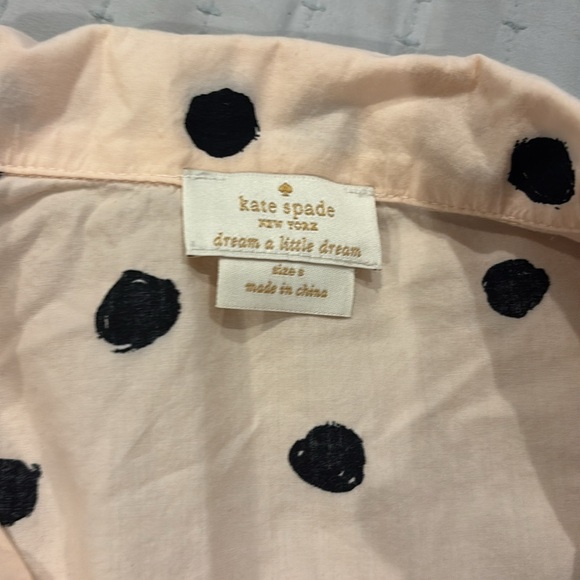 kate spade
NEW YORK
dream a little dream
size s
made in china